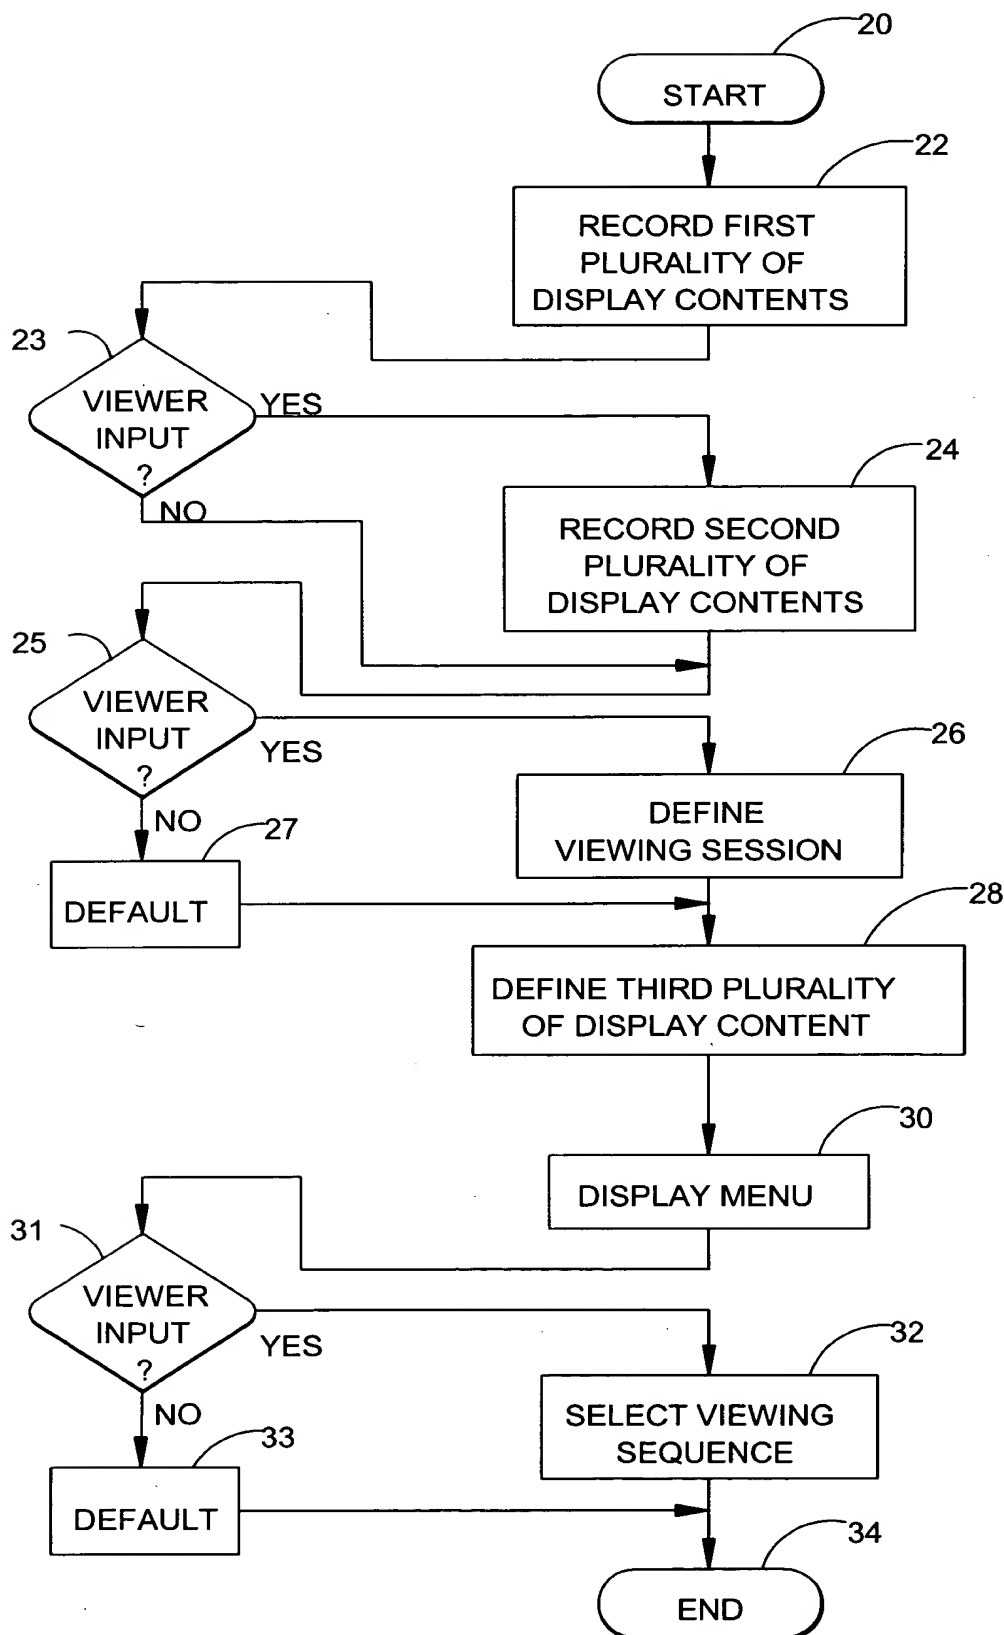 20
START
22
RECORD FIRST
PLURALITY OF
DISPLAY CONTENTS
23
VIEWER
INPUT
?
YES
NO
24
RECORD SECOND
PLURALITY OF
DISPLAY CONTENTS
25
VIEWER
INPUT
?
YES
NO
26
DEFINE
VIEWING SESSION
27
DEFAULT
28
DEFINE THIRD PLURALITY
OF DISPLAY CONTENT
30
DISPLAY MENU
31
VIEWER
INPUT
?
YES
NO
32
SELECT VIEWING
SEQUENCE
33
DEFAULT
34
END